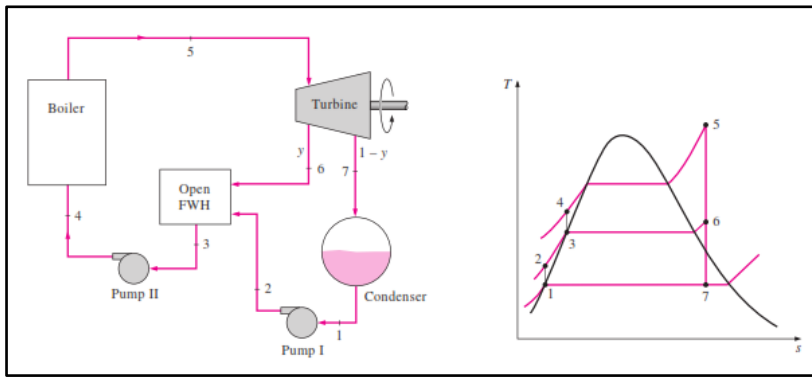 5
Boiler
Turbine
y
1 – y
6
7
Open
FWH
4
3
2
Pump II
Condenser
Pump I
1
T
5
4
6
3
2
1
7
s